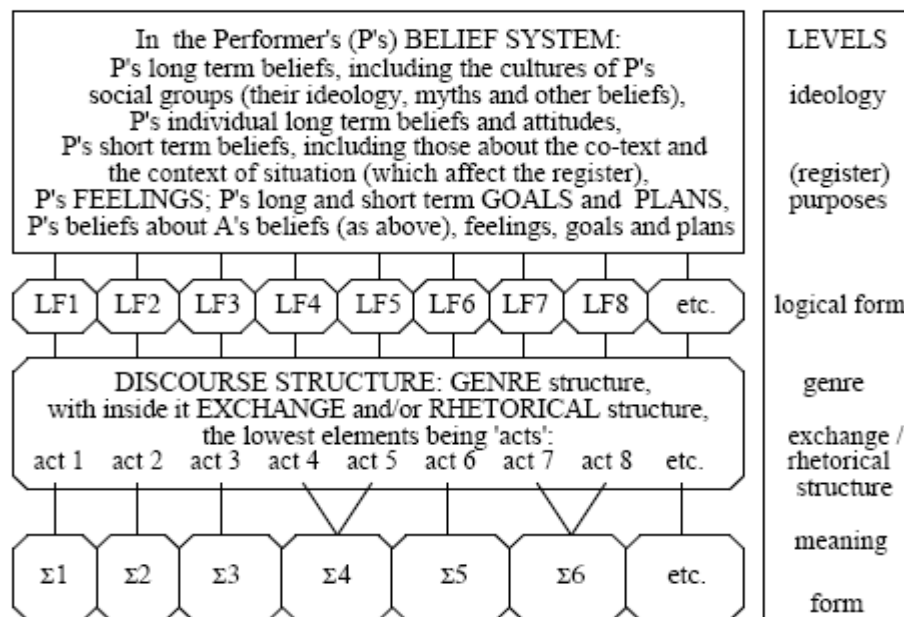 In the Performer's (P's) BELIEF SYSTEM:
P's long term beliefs, including the cultures of P's
social groups (their ideology, myths and other beliefs),
P's individual long term beliefs and attitudes,
P's short term beliefs, including those about the co-text and
the context of situation (which affect the register),
P's FEELINGS; P's long and short term GOALS and PLANS,
P's beliefs about A's beliefs (as above), feelings, goals and plans
LF1 LF2 LF3 LF4 LF5 LF6 LF7 LF8 etc.
DISCOURSE STRUCTURE: GENRE structure,
with inside it EXCHANGE and/or RHETORICAL structure,
the lowest elements being 'acts':
act 1 act 2 act 3 act 4 act 5 act 6 act 7 act 8 etc.
Σ1 Σ2 Σ3 Σ4 Σ5 Σ6 etc.
LEVELS
ideology
(register)
purposes
logical form
genre
exchange /
rhetorical
structure
meaning
form